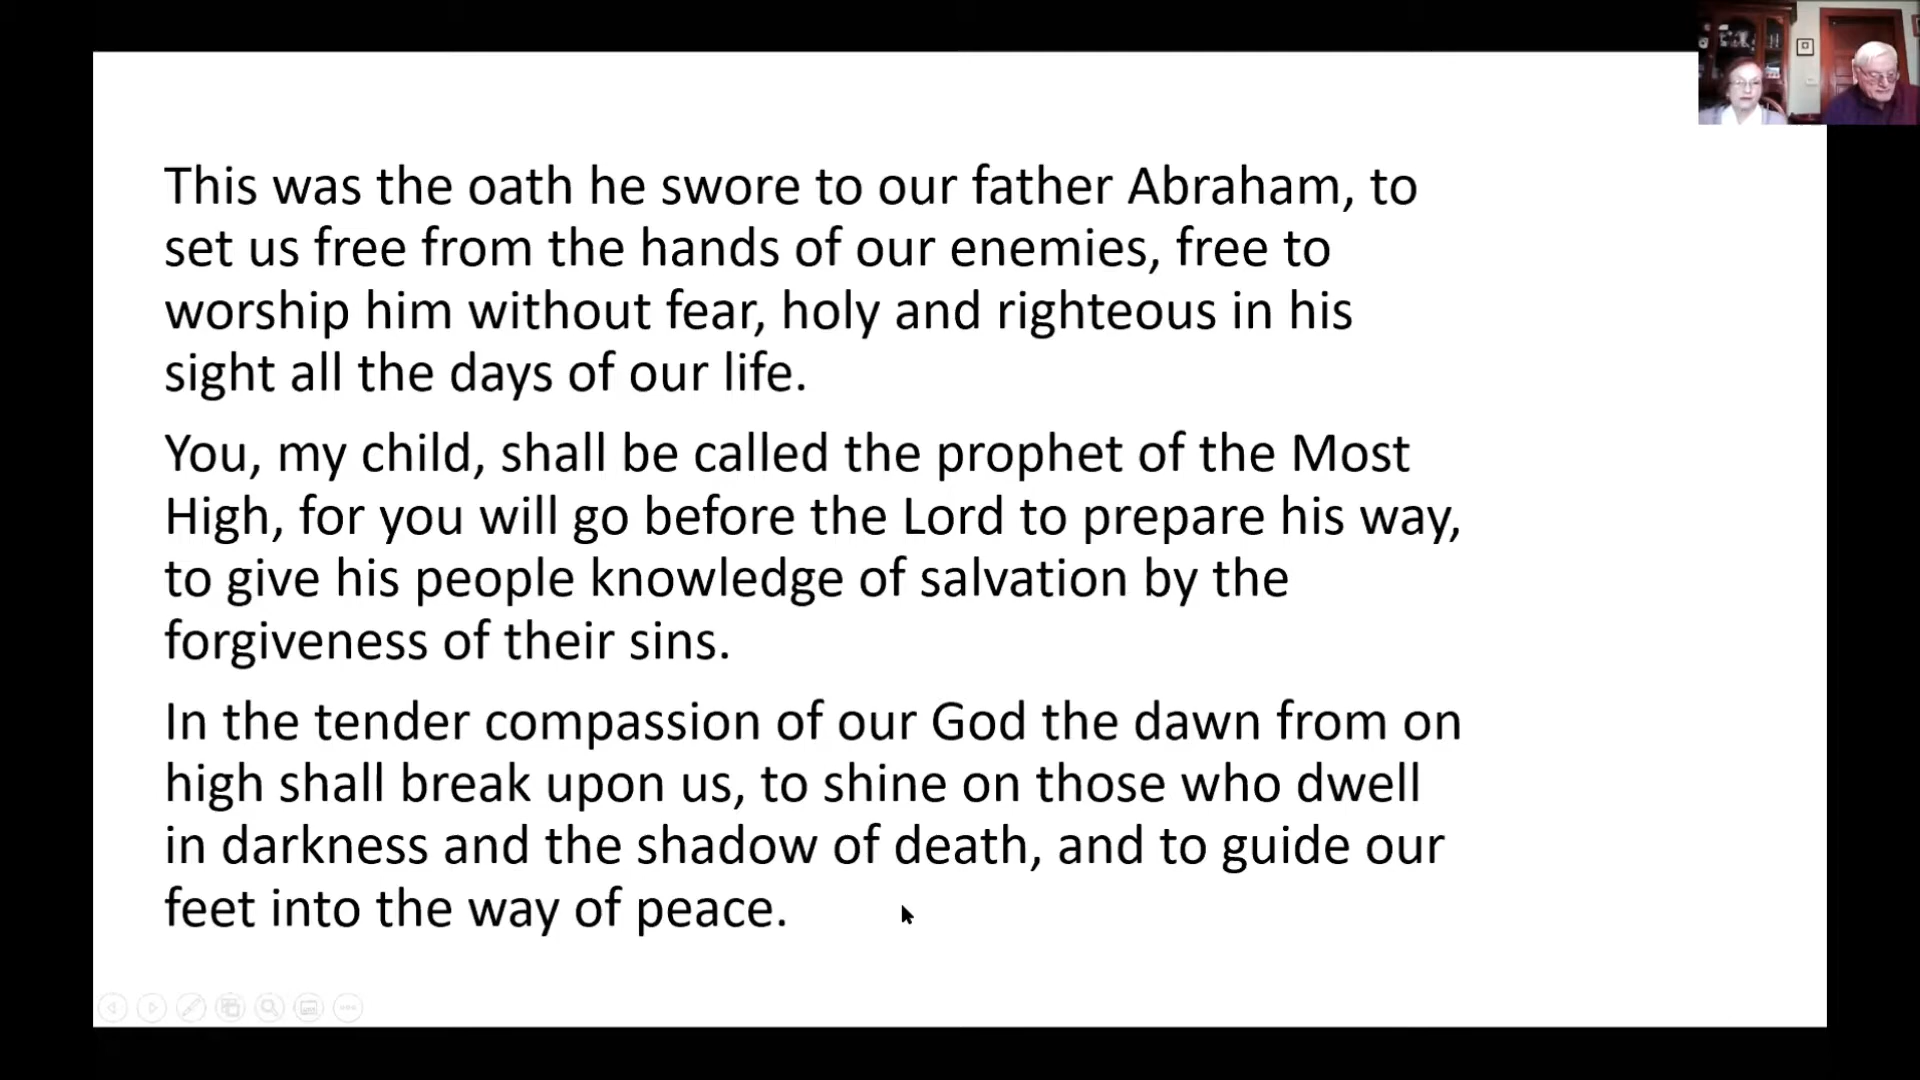 This was the oath he swore to our father Abraham, to
set us free from the hands of our enemies, free to
worship him without fear, holy and righteous in his
sight all the days of our life.
You, my child, shall be called the prophet of the Most
High, for you will go before the Lord to prepare his way,
to give his people knowledge of salvation by the
forgiveness of their sins.
In the tender compassion of our God the dawn from on
high shall break upon us, to shine on those who dwell
in darkness and the shadow of death, and to guide our
feet into the way of peace.